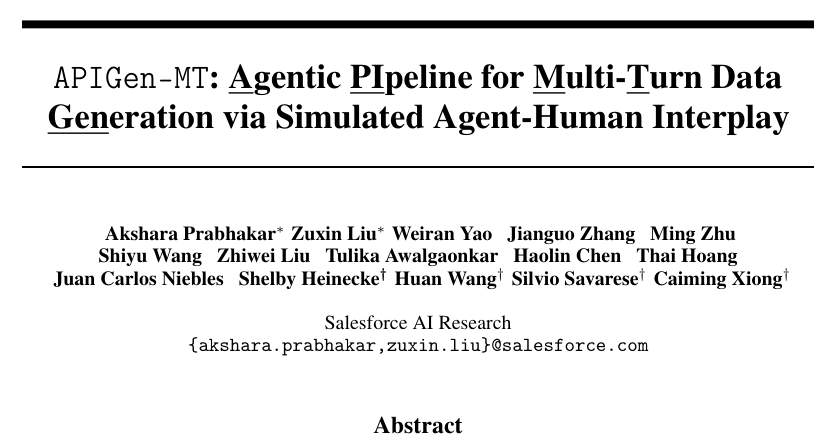 APIGen-MT: Agentic PIpeline for Multi-Turn Data
Generation via Simulated Agent-Human Interplay
Akshara Prabhakar* Zuxin Liu* Weiran Yao Jianguo Zhang Ming Zhu
Shiyu Wang Zhiwei Liu Tulika Awalgaonkar Haolin Chen Thai Hoang
Juan Carlos Niebles Shelby Heinecke† Huan Wang† Silvio Savarese† Caiming Xiong†
Salesforce AI Research
{akshara.prabhakar,zuxin.liu}@salesforce.com
Abstract